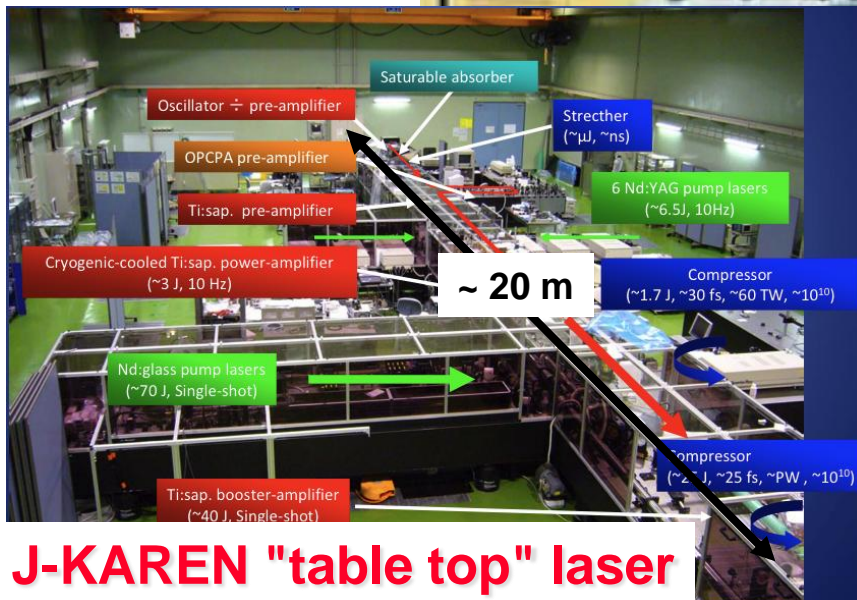 Saturable absorber
Oscillator ÷ pre-amplifier
Strecther
(~μJ, ~ns)
OPCPA pre-amplifier
6 Nd:YAG pump lasers
(~6.5J, 10Hz)
Ti:sap. pre-amplifier
Cryogenic-cooled Ti:sap. power-amplifier
(~3 J, 10 Hz)
~ 20 m
Compressor
(~1.7 J, ~30 fs, ~60 TW, ~10¹⁰)
Nd:glass pump lasers
(~70 J, Single-shot)
Compressor
J, ~25 fs, ~PW , ~10¹⁰)
Ti:sap. booster-amplifier
(~40 J, Single-shot)
J-KAREN "table top" laser